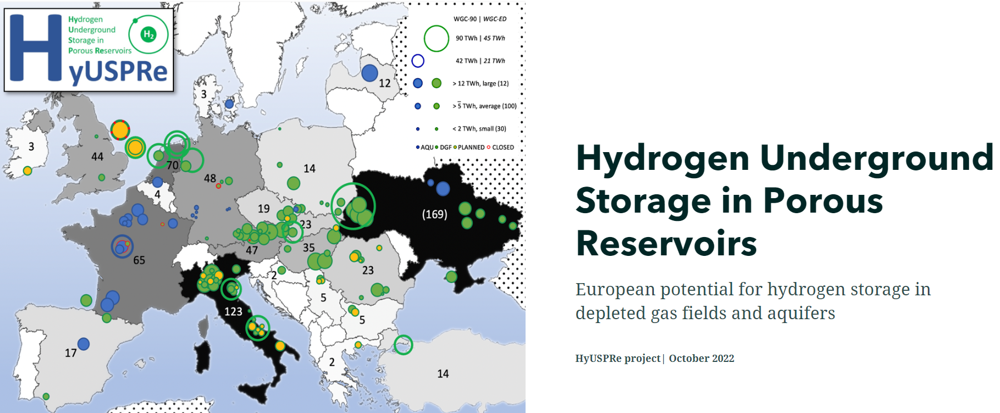 H
yUSPRe
Hydrogen
Underground
Storage in
Porous Reservoirs
H2
WGC-90 | WGC-ED
90 TWh | 45 TWh
42 TWh | 21 TWh
> 12 TWh, large (12)
> 5̅ TWh, average (100)
< 2 TWh, small (30)
AQU DGF PLANNED CLOSED
3
12
3
44
70
14
48
4
19
(169)
23
47
35
65
2
23
5
123
5
17
2
14
Hydrogen Underground
Storage in Porous
Reservoirs
European potential for hydrogen storage in
depleted gas fields and aquifers
HyUSPRe project| October 2022